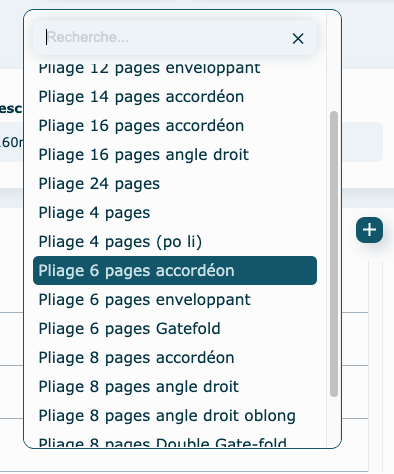 Recherche...
Pliage 12 pages enveloppant
Pliage 14 pages accordéon
esc
Pliage 16 pages accordéon
Pliage 16 pages angle droit
Pliage 24 pages
Pliage 4 pages
Pliage 4 pages (po li)
Pliage 6 pages accordéon
Pliage 6 pages enveloppant
Pliage 6 pages Gatefold
Pliage 8 pages accordéon
Pliage 8 pages angle droit
Pliage 8 pages angle droit oblong
Pliage 8 pages Double Gate-fold